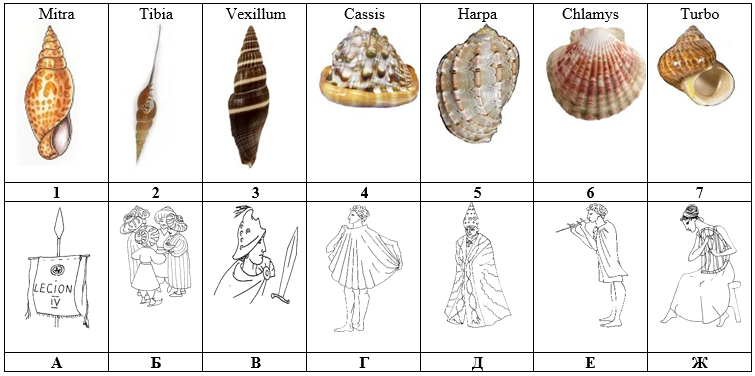 Mitra Tibia Vexillum Cassis Harpa Chlamys Turbo
1 2 3 4 5 6 7
LEGION
IV
А Б В Г Д Е Ж